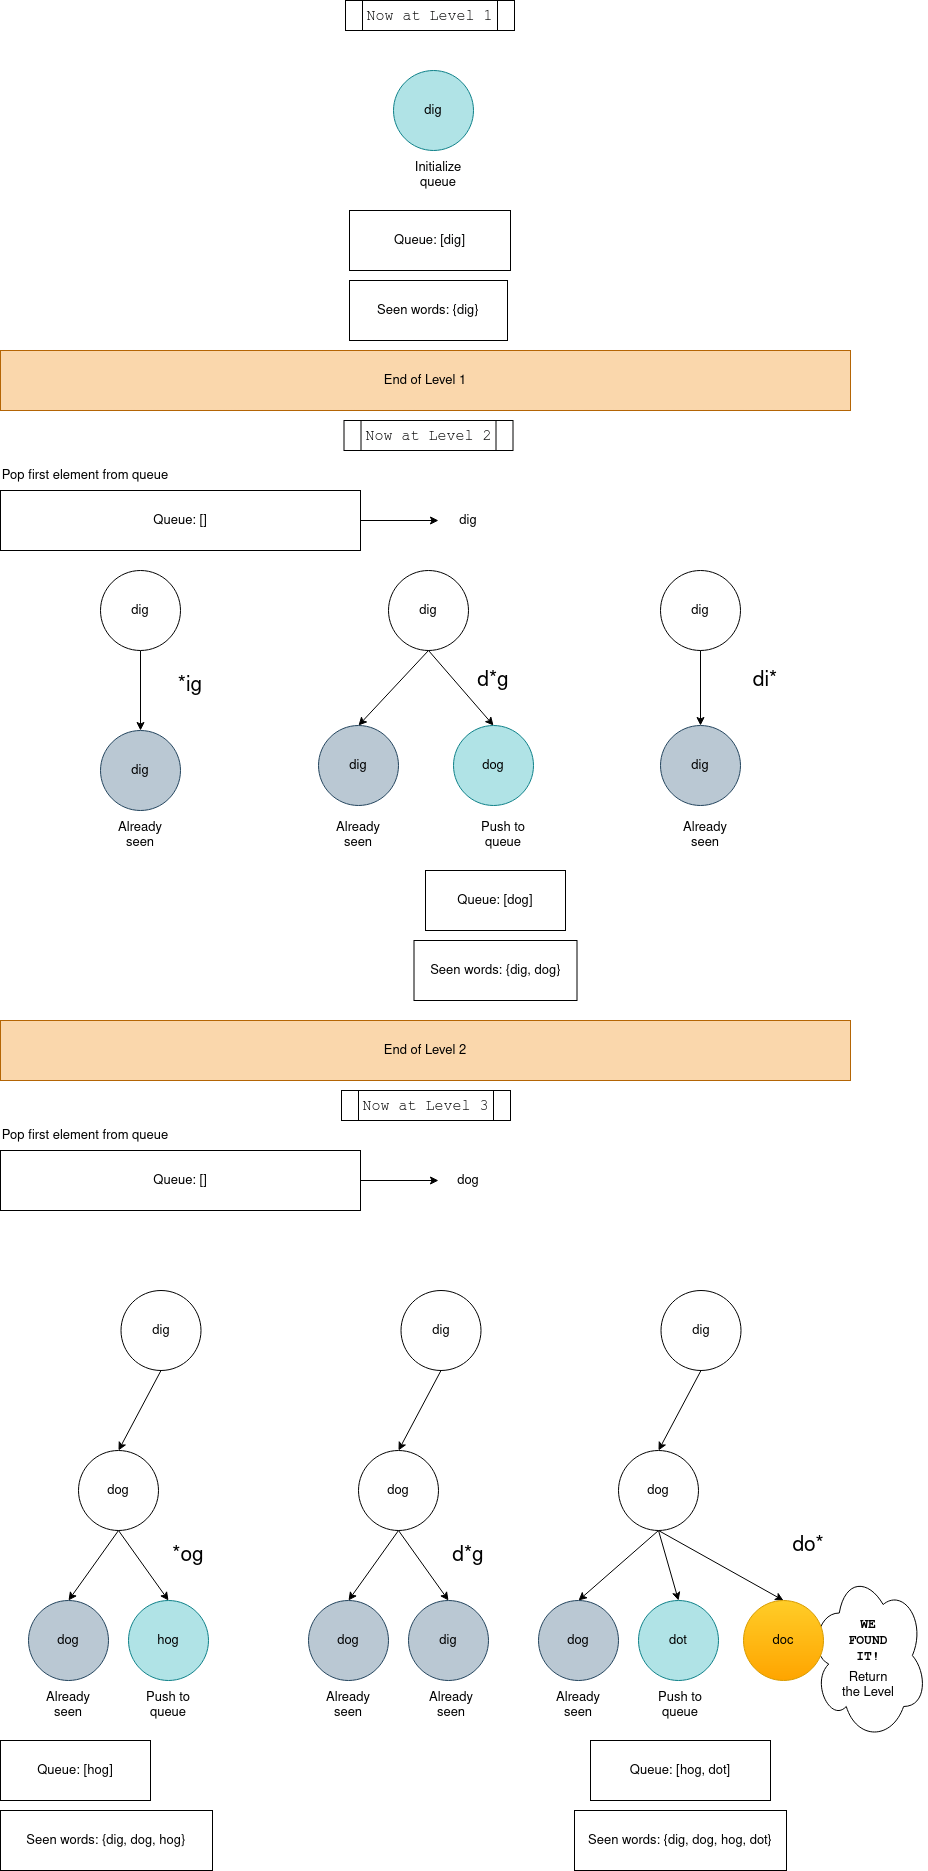 Now at Level 1
dig
Initialize
queue
Queue: [dig]
Seen words: {dig}
End of Level 1
Now at Level 2
Pop first element from queue
Queue: []
dig
dig
dig
dig
*ig
d*g
di*
dig
dig
dog
dig
Already
seen
Already
seen
Push to
queue
Already
seen
Queue: [dog]
Seen words: {dig, dog}
End of Level 2
Now at Level 3
Pop first element from queue
Queue: []
dog
dig
dig
dig
dog
dog
dog
*og
d*g
do*
dog
hog
dog
dig
dog
dot
doc
WE
FOUND
IT!
Return
the Level
Already
seen
Push to
queue
Already
seen
Already
seen
Already
seen
Push to
queue
Queue: [hog]
Queue: [hog, dot]
Seen words: {dig, dog, hog}
Seen words: {dig, dog, hog, dot}